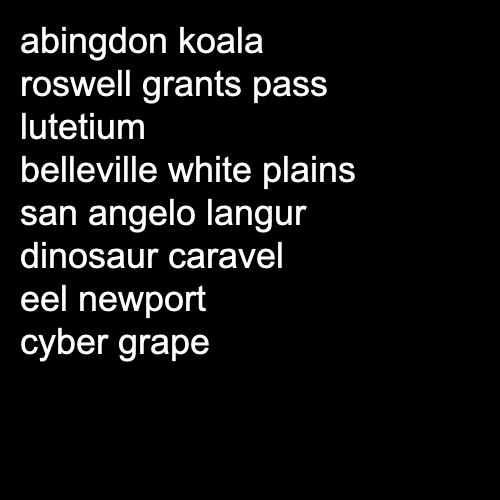 abingdon koala
roswell grants pass
lutetium
belleville white plains
san angelo langur
dinosaur caravel
eel newport
cyber grape